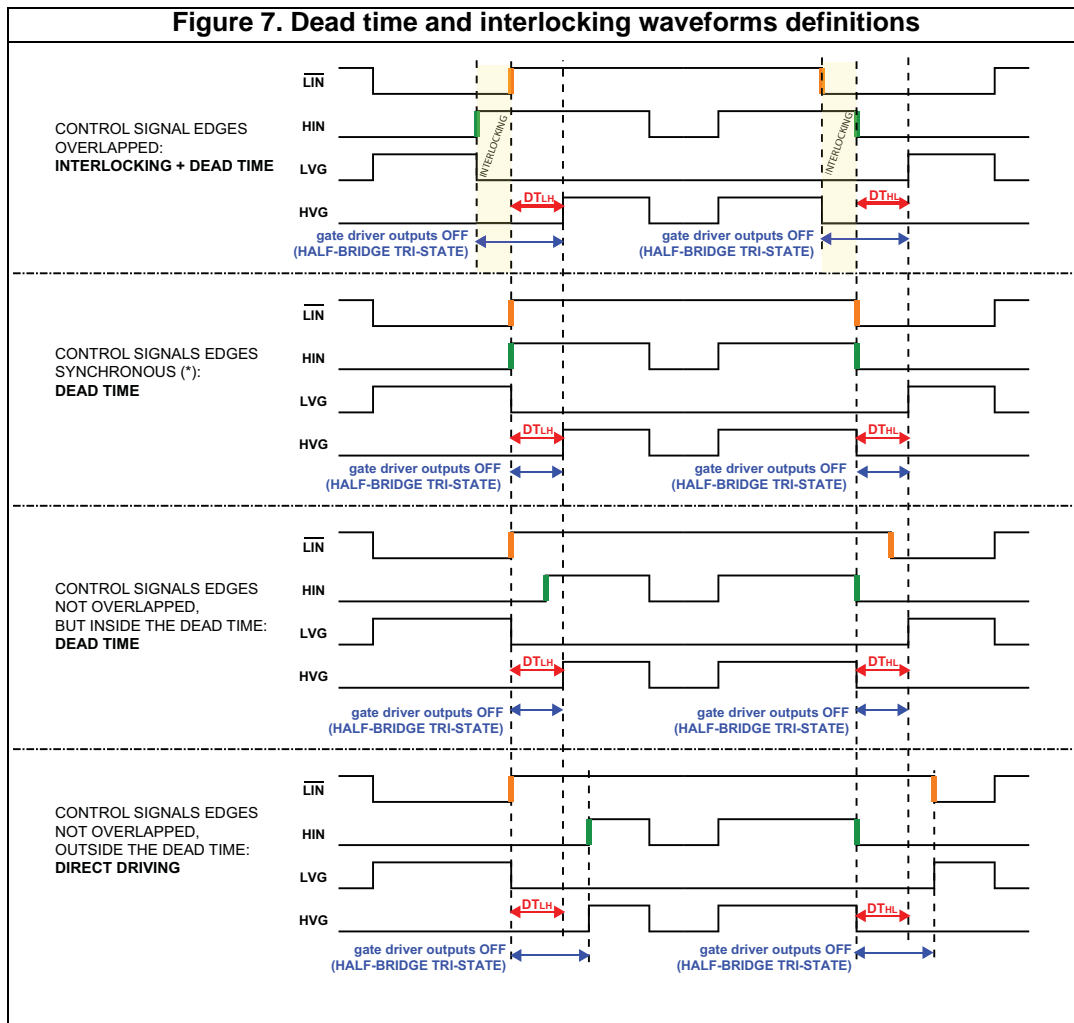 Figure 7. Dead time and interlocking waveforms definitions
CONTROL SIGNAL EDGES
OVERLAPPED:
INTERLOCKING + DEAD TIME
LIN
HIN
LVG
HVG
INTERLOCKING
INTERLOCKING
DTLH
DTHL
gate driver outputs OFF
(HALF-BRIDGE TRI-STATE)
gate driver outputs OFF
(HALF-BRIDGE TRI-STATE)
CONTROL SIGNALS EDGES
SYNCHRONOUS (*):
DEAD TIME
LIN
HIN
LVG
HVG
DTLH
DTHL
gate driver outputs OFF
(HALF-BRIDGE TRI-STATE)
gate driver outputs OFF
(HALF-BRIDGE TRI-STATE)
CONTROL SIGNALS EDGES
NOT OVERLAPPED,
BUT INSIDE THE DEAD TIME:
DEAD TIME
LIN
HIN
LVG
HVG
DTLH
DTHL
gate driver outputs OFF
(HALF-BRIDGE TRI-STATE)
gate driver outputs OFF
(HALF-BRIDGE TRI-STATE)
CONTROL SIGNALS EDGES
NOT OVERLAPPED,
OUTSIDE THE DEAD TIME:
DIRECT DRIVING
LIN
HIN
LVG
HVG
DTLH
DTHL
gate driver outputs OFF
(HALF-BRIDGE TRI-STATE)
gate driver outputs OFF
(HALF-BRIDGE TRI-STATE)